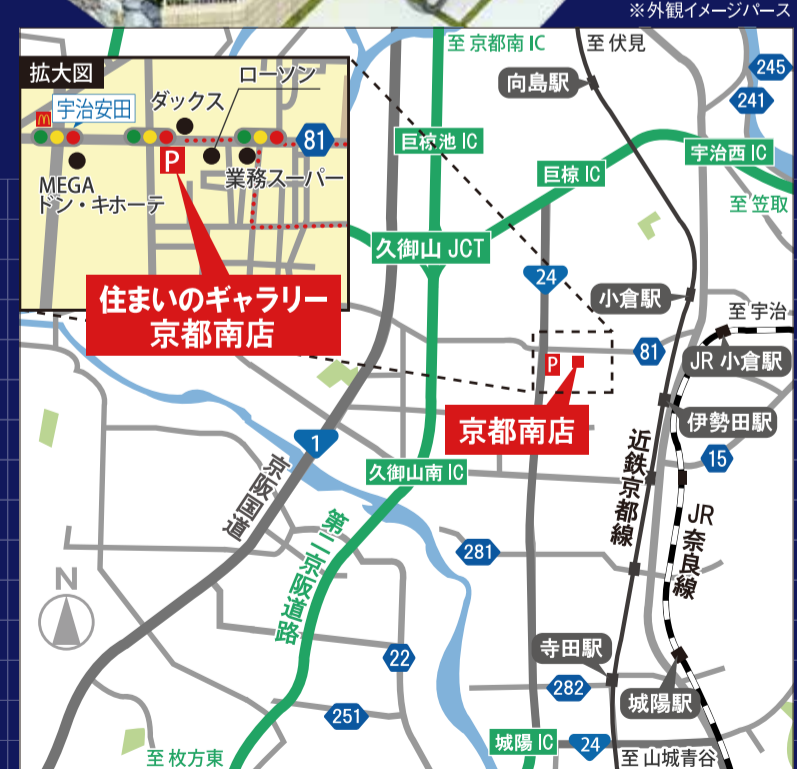 ※外観イメージパース
拡大図
宇治安田
ダックス
ローソン
81
MEGA
ドン・キホーテ
P
業務スーパー
住まいのギャラリー
京都南店
至 京都南 IC
至 伏見
向島駅
245
241
巨椋池 IC
巨椋 IC
宇治西 IC
至 笠取
久御山 JCT
24
小倉駅
至 宇治
81
JR 小倉駅
P
京都南店
伊勢田駅
15
1
京阪国道
久御山南 IC
近鉄京都線
JR
奈良線
第二京阪道路
281
N
寺田駅
22
282
城陽駅
251
城陽 IC
24
至 枚方東
至 山城青谷